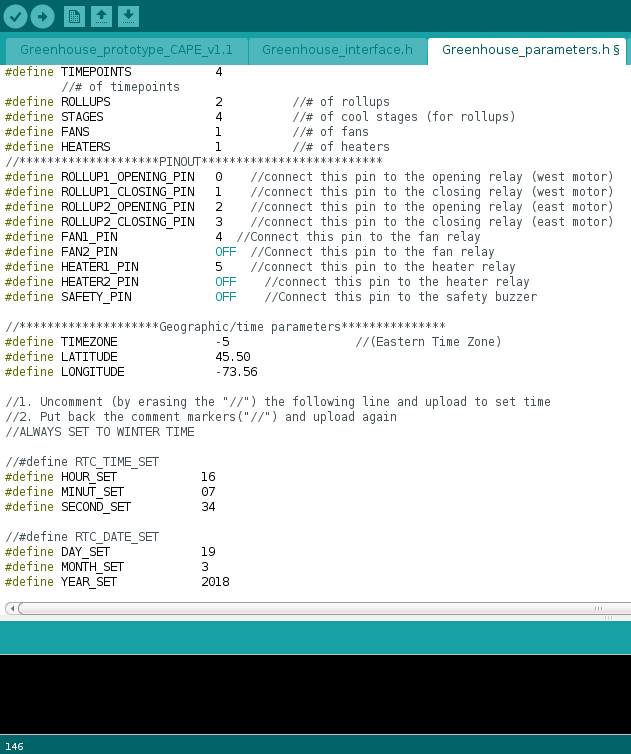 Greenhouse_prototype_CAPE_v1.1 Greenhouse_interface.h Greenhouse_parameters.h §
#define TIMEPOINTS 4
//# of timepoints
#define ROLLUPS 2 //# of rollups
#define STAGES 4 //# of cool stages (for rollups)
#define FANS 1 //# of fans
#define HEATERS 1 //# of heaters
//********************PINOUT**************************
#define ROLLUP1_OPENING_PIN 0 //connect this pin to the opening relay (west motor)
#define ROLLUP1_CLOSING_PIN 1 //connect this pin to the closing relay (west motor)
#define ROLLUP2_OPENING_PIN 2 //connect this pin to the opening relay (east motor)
#define ROLLUP2_CLOSING_PIN 3 //connect this pin to the closing relay (east motor)
#define FAN1_PIN 4 //Connect this pin to the fan relay
#define FAN2_PIN OFF //Connect this pin to the fan relay
#define HEATER1_PIN 5 //connect this pin to the heater relay
#define HEATER2_PIN OFF //connect this pin to the heater relay
#define SAFETY_PIN OFF //Connect this pin to the safety buzzer
//********************Geographic/time parameters***************
#define TIMEZONE -5 //(Eastern Time Zone)
#define LATITUDE 45.50
#define LONGITUDE -73.56
//1. Uncomment (by erasing the "//") the following line and upload to set time
//2. Put back the comment markers("//") and upload again
//ALWAYS SET TO WINTER TIME
//#define RTC_TIME_SET
#define HOUR_SET 16
#define MINUT_SET 07
#define SECOND_SET 34
//#define RTC_DATE_SET
#define DAY_SET 19
#define MONTH_SET 3
#define YEAR_SET 2018
146